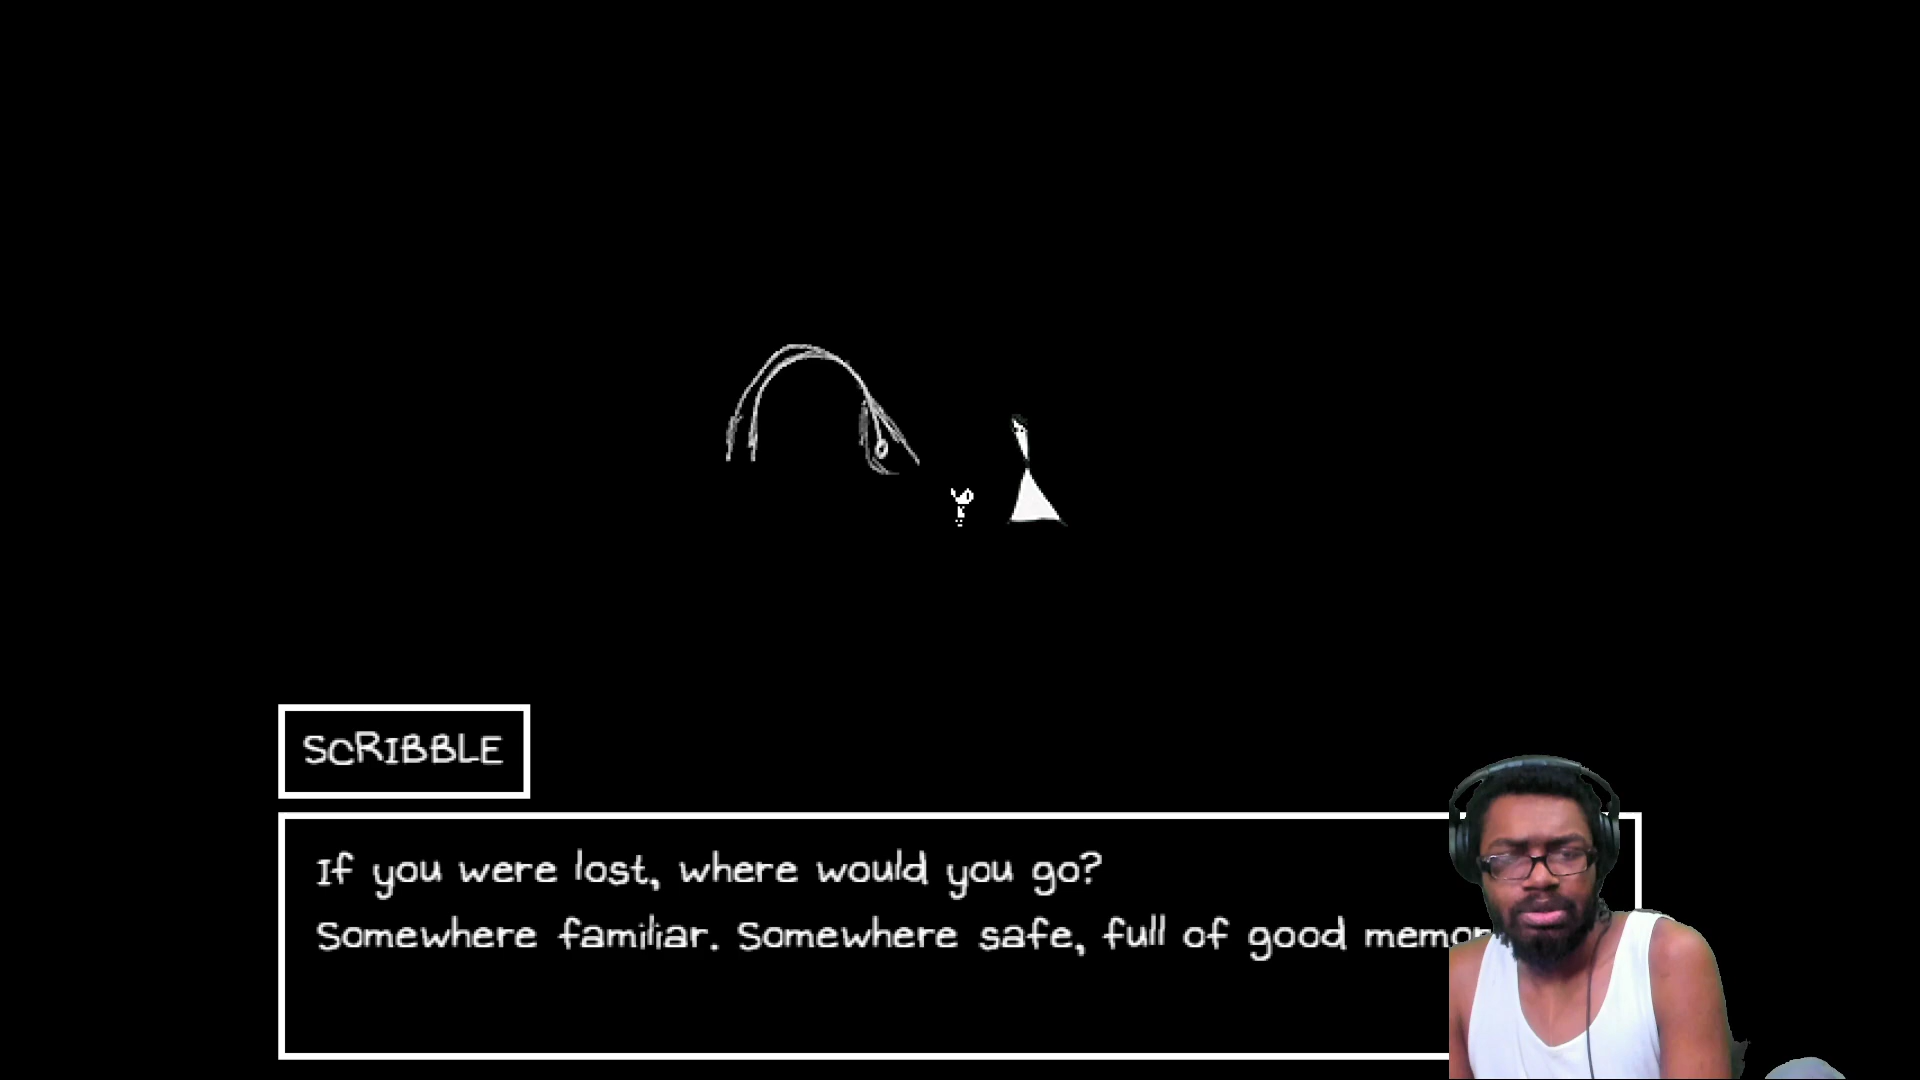 SCRIBBLE
If you were lost, where would you go?
Somewhere familiar. Somewhere safe, full of good